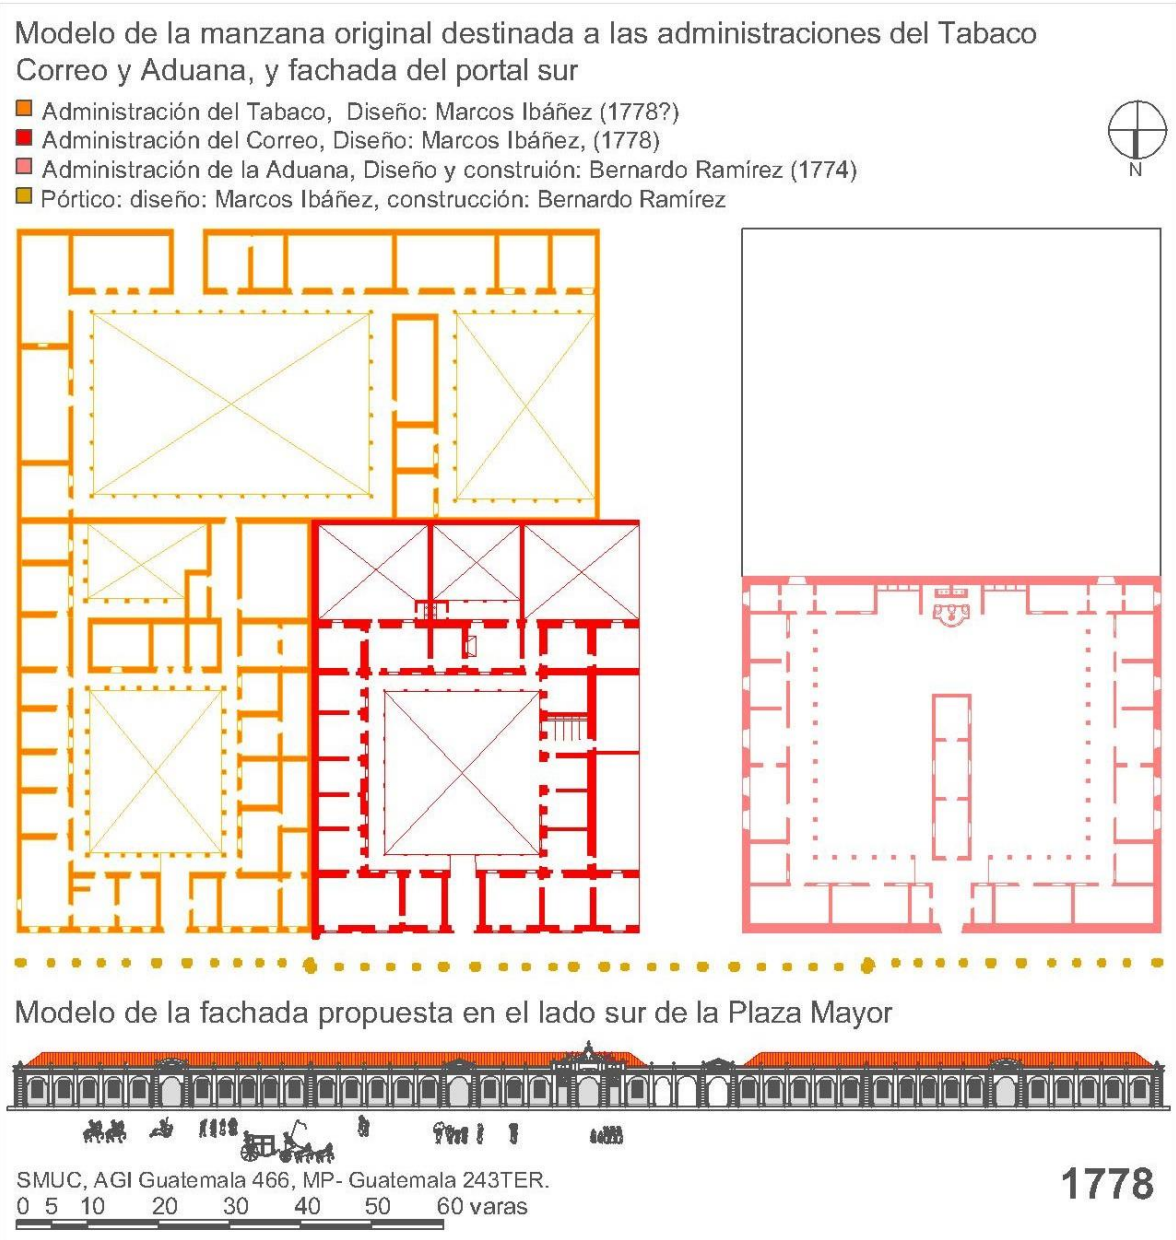 Modelo de la manzana original destinada a las administraciones del Tabaco
Correo y Aduana, y fachada del portal sur
Administración del Tabaco, Diseño: Marcos Ibáñez (1778?)
Administración del Correo, Diseño: Marcos Ibáñez, (1778)
Administración de la Aduana, Diseño y construión: Bernardo Ramírez (1774)
Pórtico: diseño: Marcos Ibáñez, construcción: Bernardo Ramírez
N
Modelo de la fachada propuesta en el lado sur de la Plaza Mayor
SMUC, AGI Guatemala 466, MP- Guatemala 243TER.
0 5 10 20 30 40 50 60 varas
1778